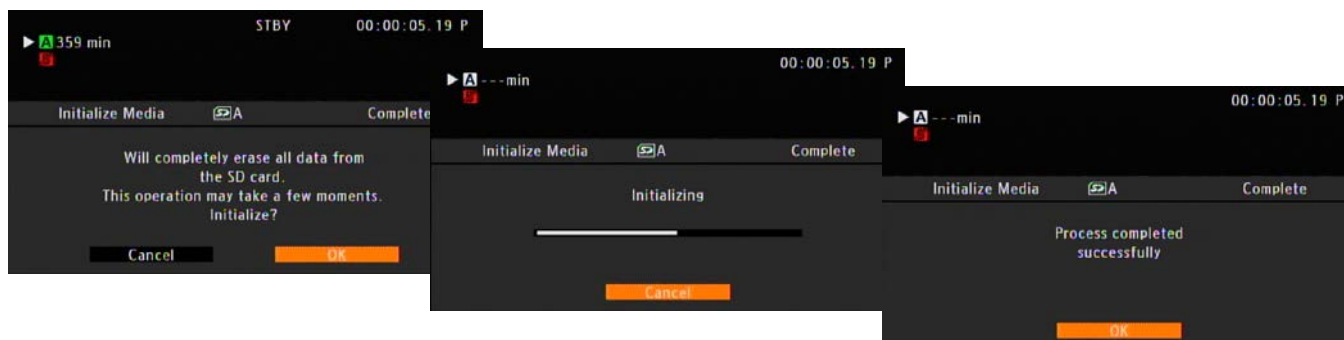 STBY 00:00:05.19 P
A 359 min
Initialize Media A Complete
Will completely erase all data from
the SD card.
This operation may take a few moments.
Initialize?
Cancel OK
00:00:05.19 P
A ---min
Initialize Media A Complete
Initializing
Cancel
00:00:05.19 P
A ---min
Initialize Media A Complete
Process completed
successfully
OK